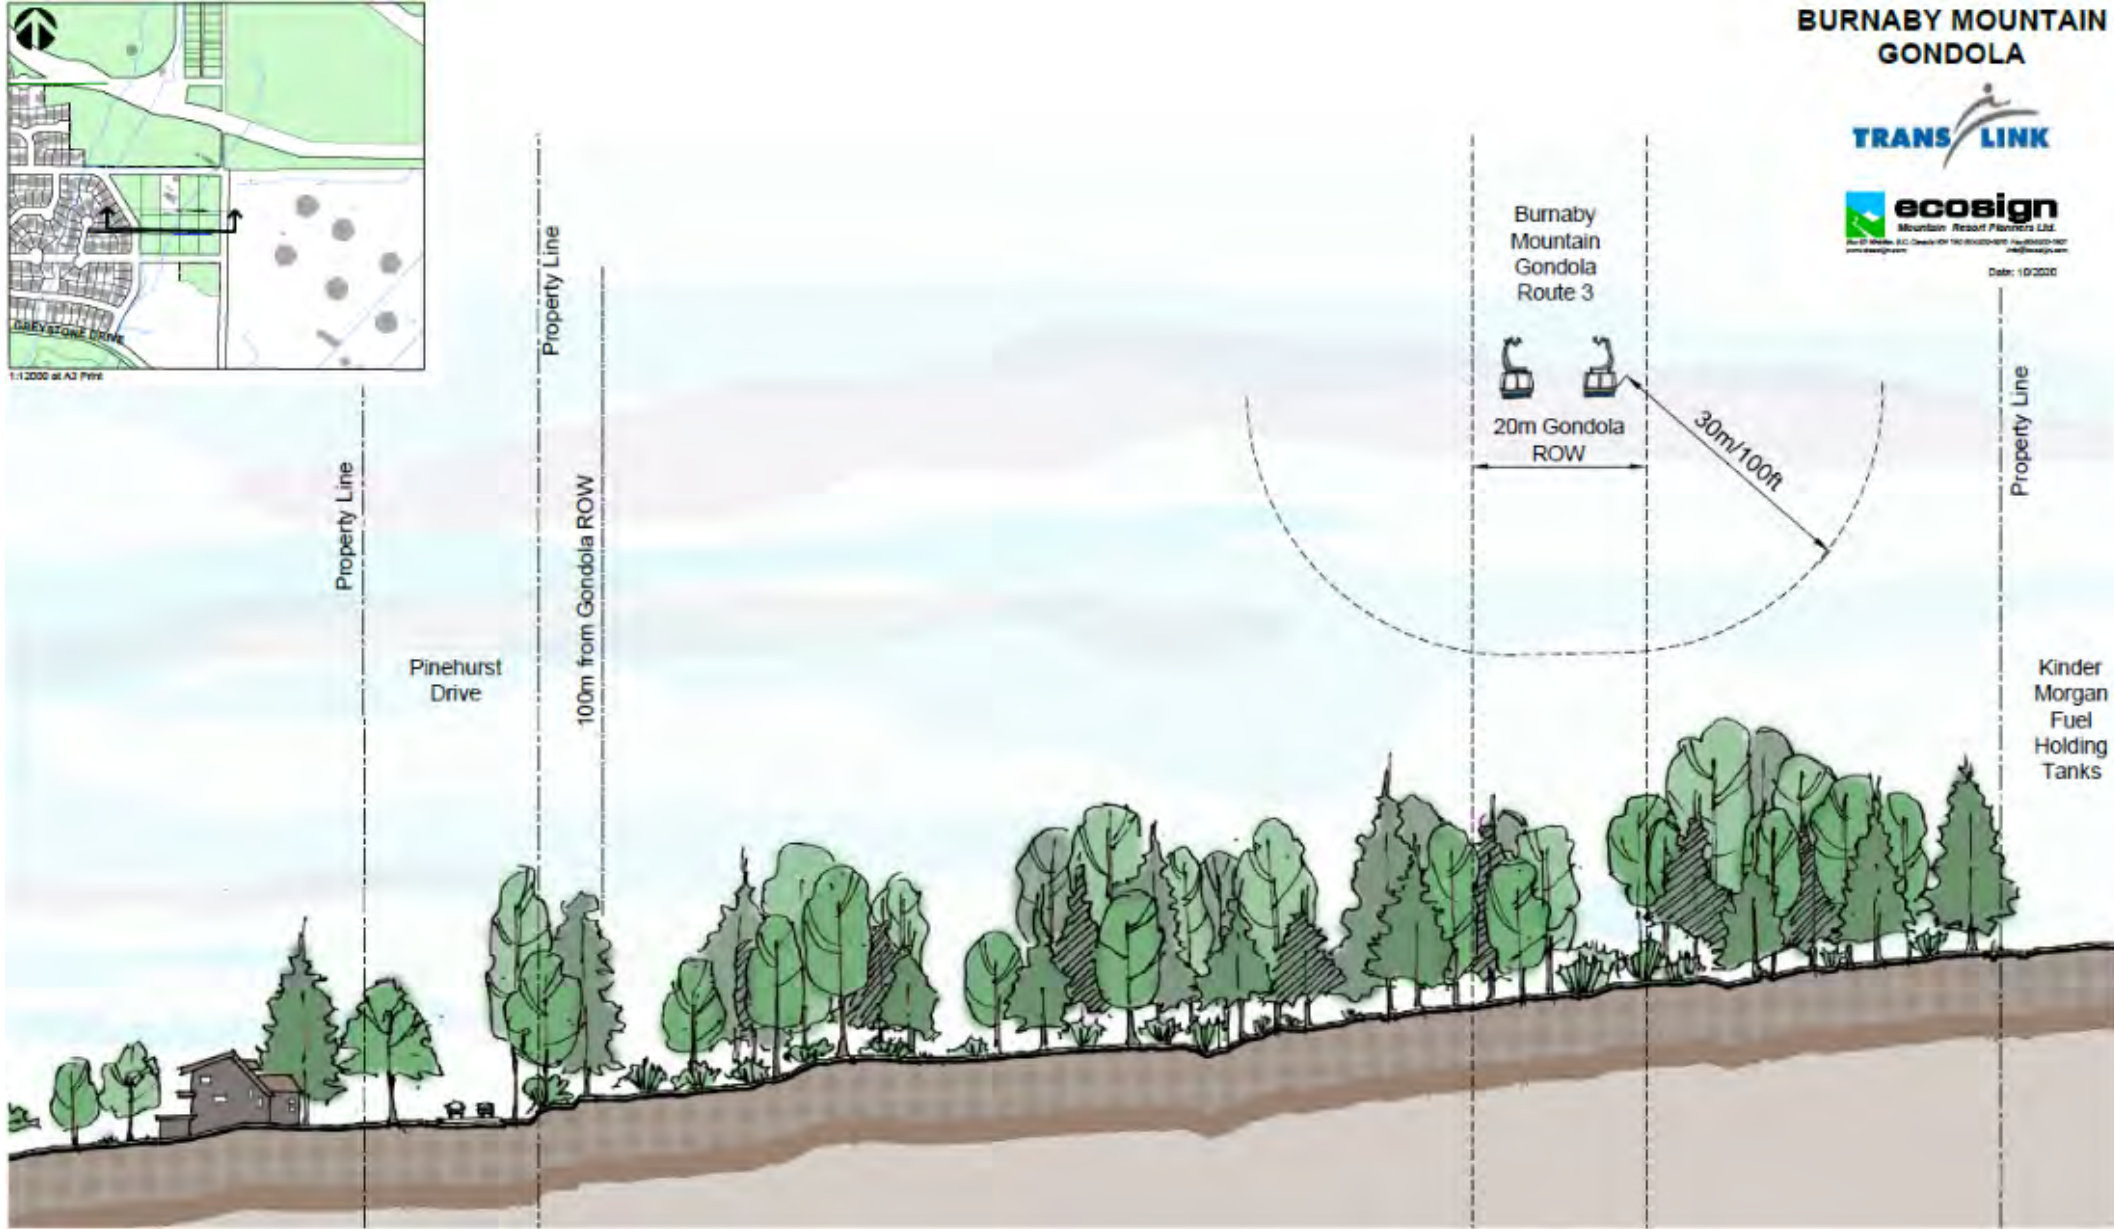 BURNABY MOUNTAIN
GONDOLA
TRANS LINK
ecosign
Mountain Resort Planners Ltd.
Date: 10/2020
GREYSTONE DRIVE
1:12000 at A3 Print
Property Line
Pinehurst
Drive
Property Line
100m from Gondola ROW
Burnaby
Mountain
Gondola
Route 3
20m Gondola
ROW
30m/100ft
Property Line
Kinder
Morgan
Fuel
Holding
Tanks